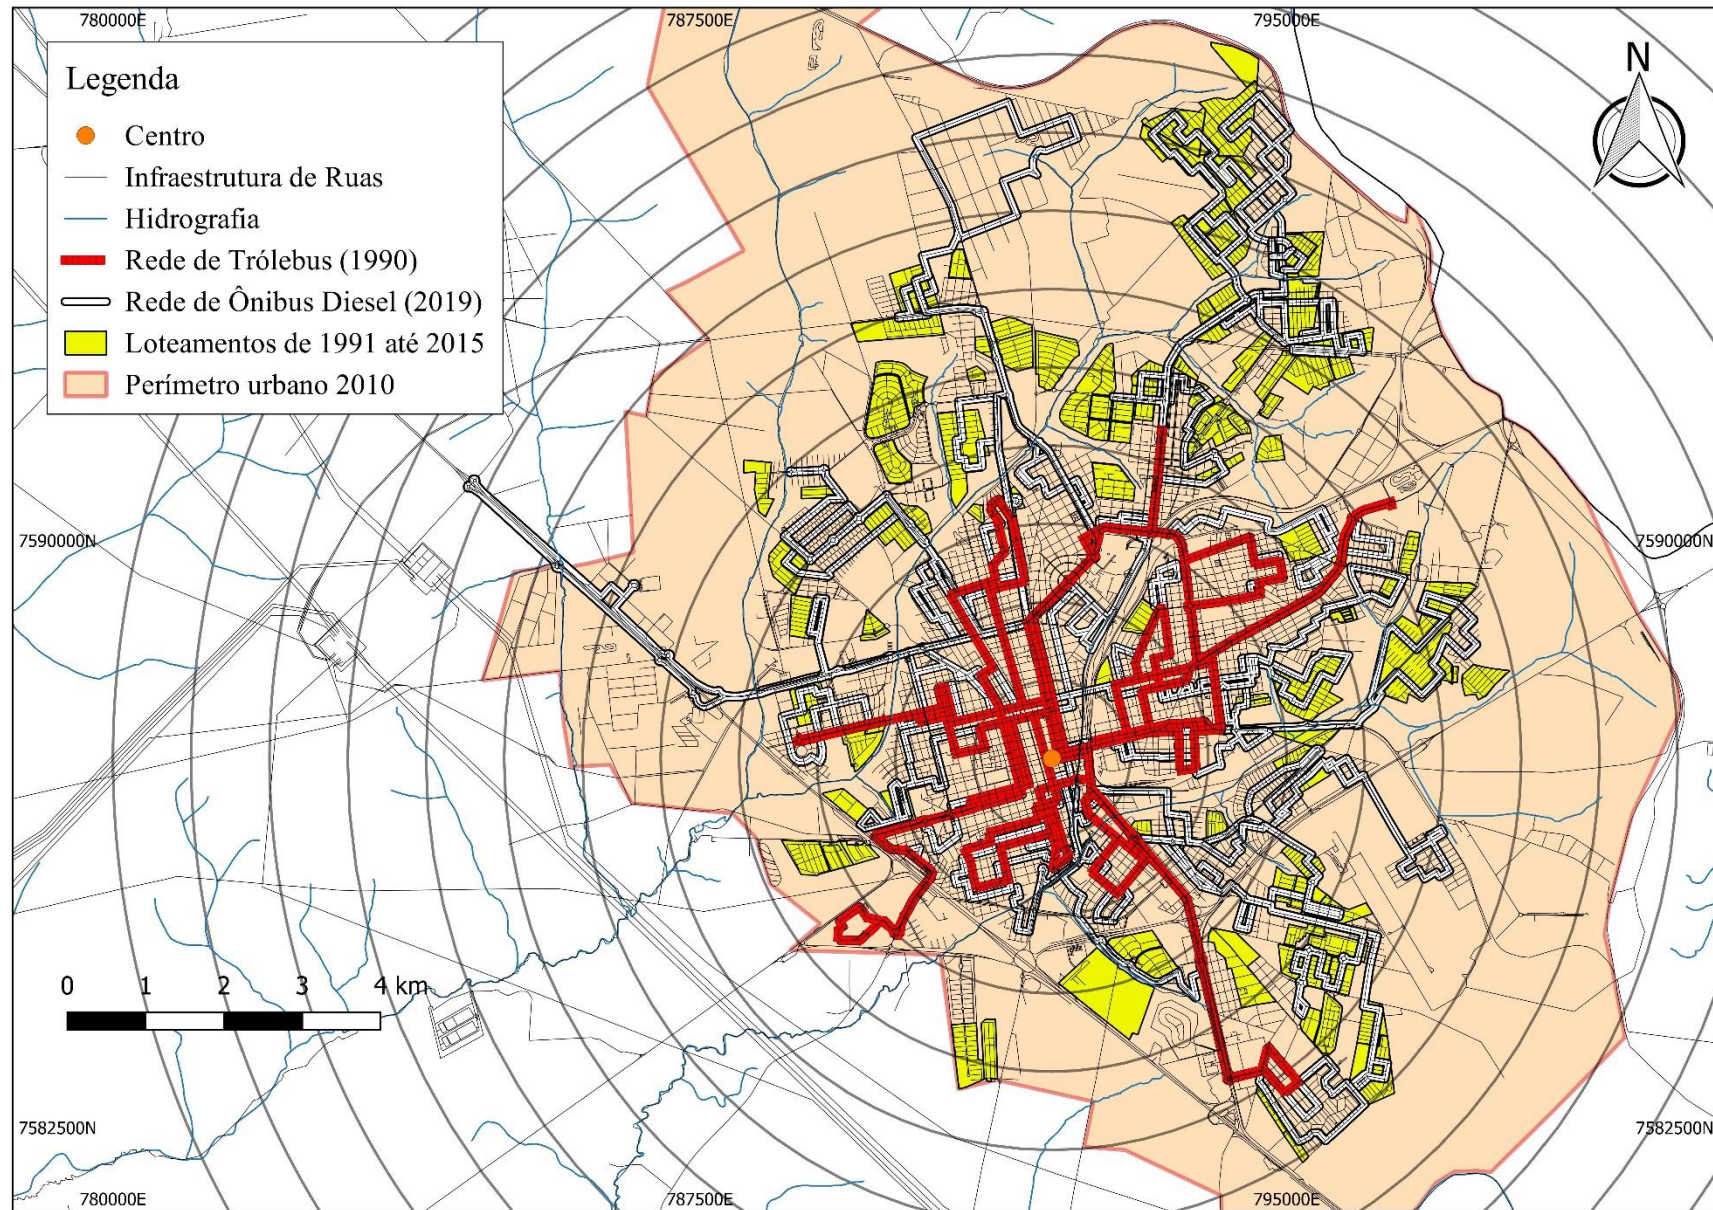 780000E
787500E
795000E
Legenda
Centro
Infraestrutura de Ruas
Hidrografia
Rede de Trólebus (1990)
Rede de Ônibus Diesel (2019)
Loteamentos de 1991 até 2015
Perímetro urbano 2010
N
7590000N
7590000N
0 1 2 3 4 km
7582500N
7582500N
780000E
787500E
795000E